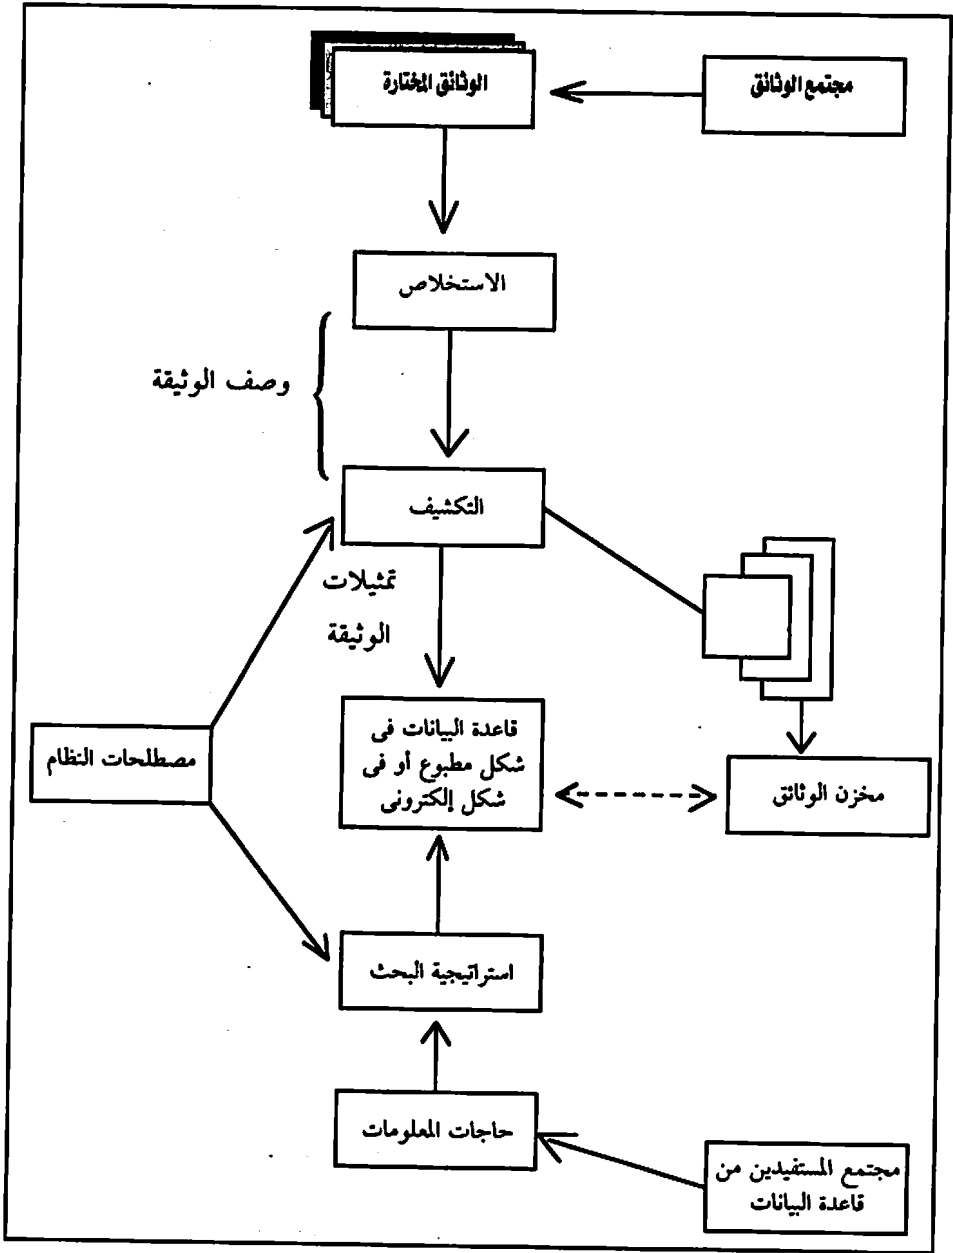 مجتمع الوثائق
الوثائق المختارة
الاستخلاص
وصف الوثيقة
التكشيف
تمثيلات
الوثيقة
قاعدة البيانات فى
شكل مطبوع أو فى
شكل إلكترونى
مصطلحات النظام
مخزن الوثائق
استراتيجية البحث
حاجات المعلومات
مجتمع المستفيدين من
قاعدة البيانات